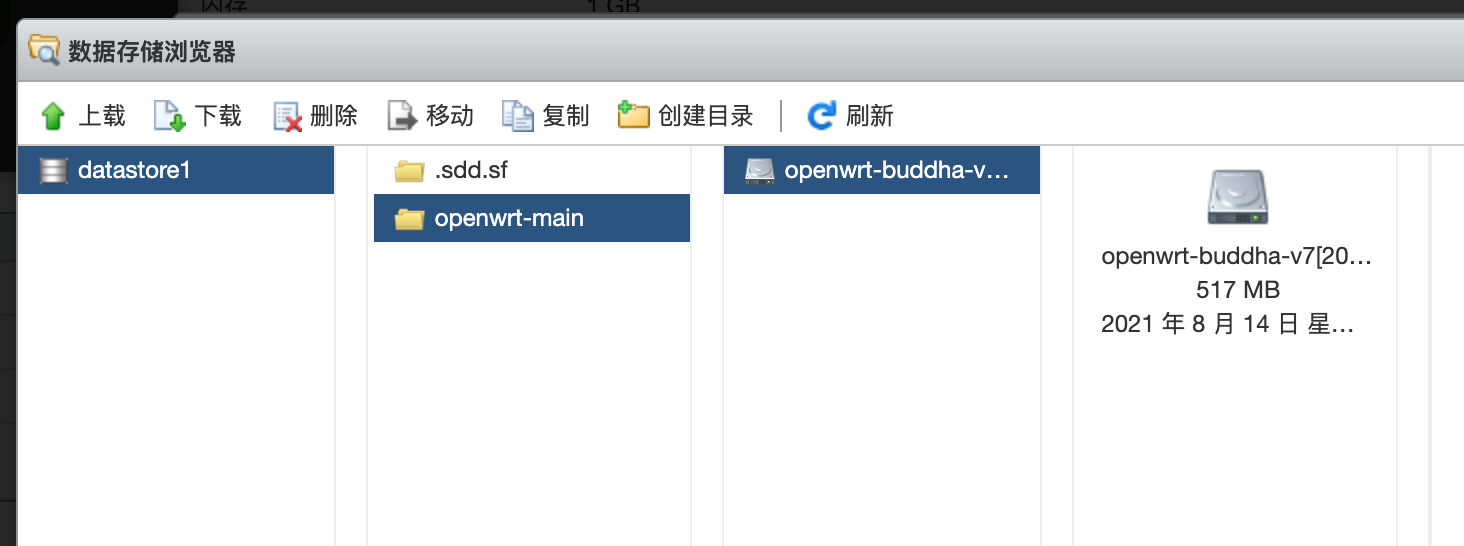 内存 1 GB
数据存储浏览器
上载 下载 删除 移动 复制 创建目录 刷新
datastore1 .sdd.sf openwrt-buddha-v...
openwrt-main
openwrt-buddha-v7[20...
517 MB
2021 年 8 月 14 日 星...